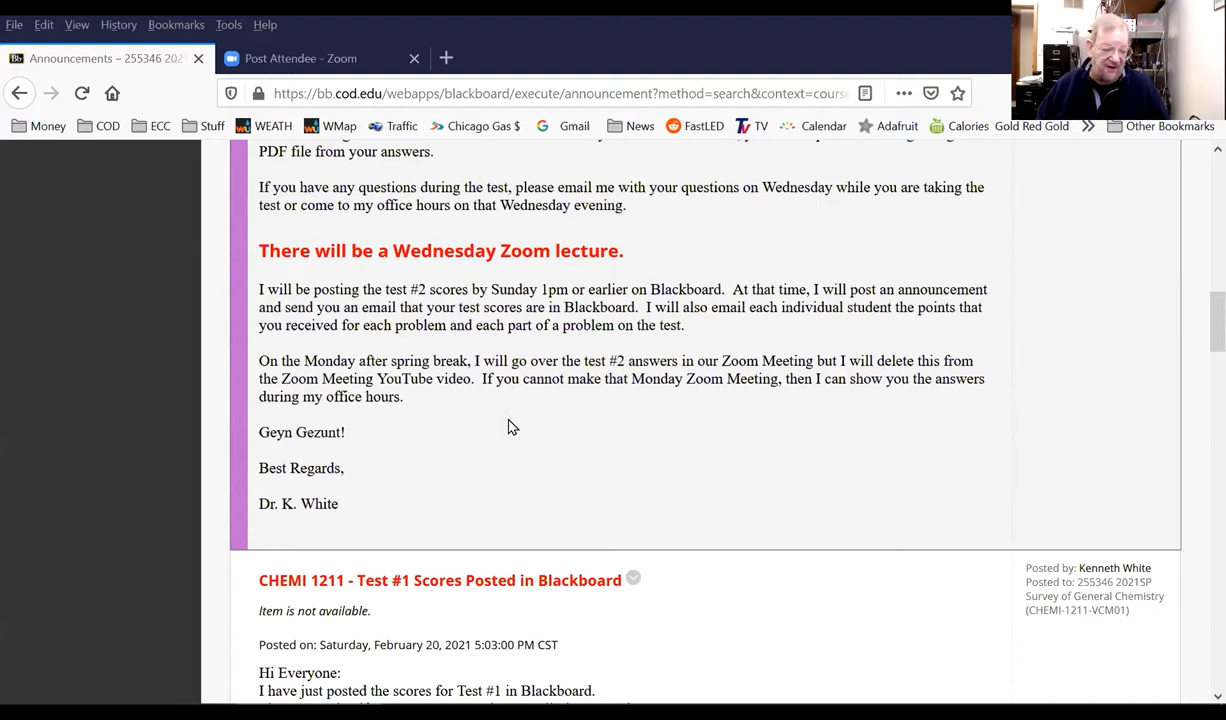 File Edit View History Bookmarks Tools Help
Bb Announcements – 255346 202
Post Attendee - Zoom
https://bb.cod.edu/webapps/blackboard/execute/announcement?method=search&context=course
Money COD ECC Stuff WEATH WMap Traffic Chicago Gas $ Gmail News FastLED TV Calendar Adafruit Calories Gold Red Gold Other Bookmarks
PDF file from your answers.
If you have any questions during the test, please email me with your questions on Wednesday while you are taking the
test or come to my office hours on that Wednesday evening.
There will be a Wednesday Zoom lecture.
I will be posting the test #2 scores by Sunday 1pm or earlier on Blackboard. At that time, I will post an announcement
and send you an email that your test scores are in Blackboard. I will also email each individual student the points that
you received for each problem and each part of a problem on the test.
On the Monday after spring break, I will go over the test #2 answers in our Zoom Meeting but I will delete this from
the Zoom Meeting YouTube video. If you cannot make that Monday Zoom Meeting, then I can show you the answers
during my office hours.
Geyn Gezunt!
Best Regards,
Dr. K. White
CHEMI 1211 - Test #1 Scores Posted in Blackboard
Item is not available.
Posted on: Saturday, February 20, 2021 5:03:00 PM CST
Hi Everyone:
I have just posted the scores for Test #1 in Blackboard.
Posted by: Kenneth White
Posted to: 255346 2021SP
Survey of General Chemistry
(CHEMI-1211-VCM01)